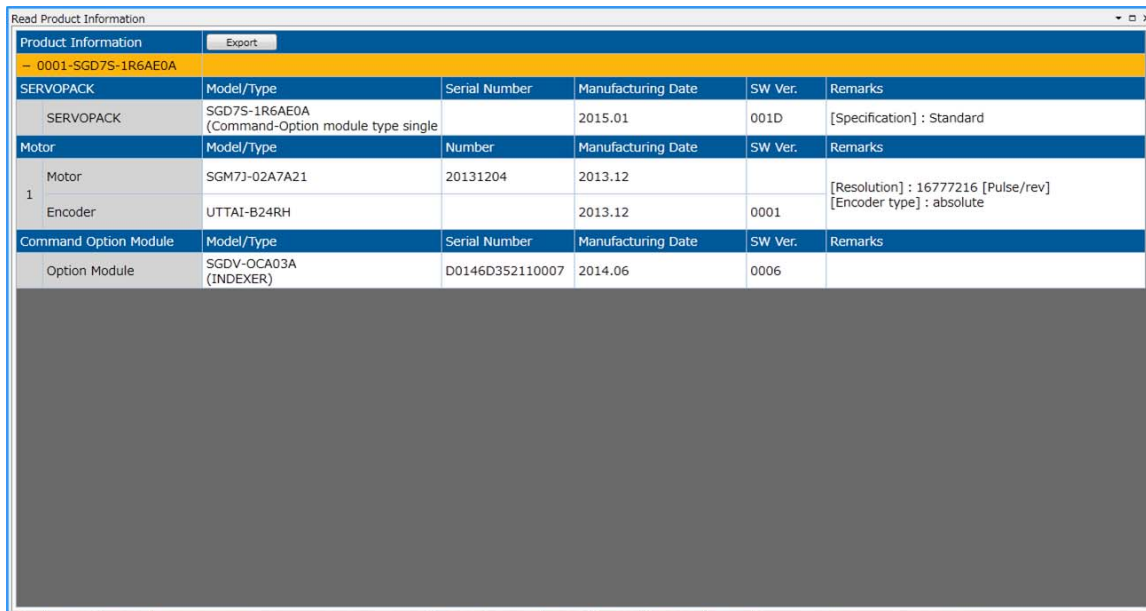 Read Product Information
Product Information Export
− 0001-SGD7S-1R6AE0A
SERVOPACK Model/Type Serial Number Manufacturing Date SW Ver. Remarks
SERVOPACK SGD7S-1R6AE0A 2015.01 001D [Specification] : Standard
(Command-Option module type single
Motor Model/Type Number Manufacturing Date SW Ver. Remarks
1 Motor SGM7J-02A7A21 20131204 2013.12 [Resolution] : 16777216 [Pulse/rev]
[Encoder type] : absolute
Encoder UTTAI-B24RH 2013.12 0001
Command Option Module Model/Type Serial Number Manufacturing Date SW Ver. Remarks
Option Module SGDV-OCA03A D0146D352110007 2014.06 0006
(INDEXER)